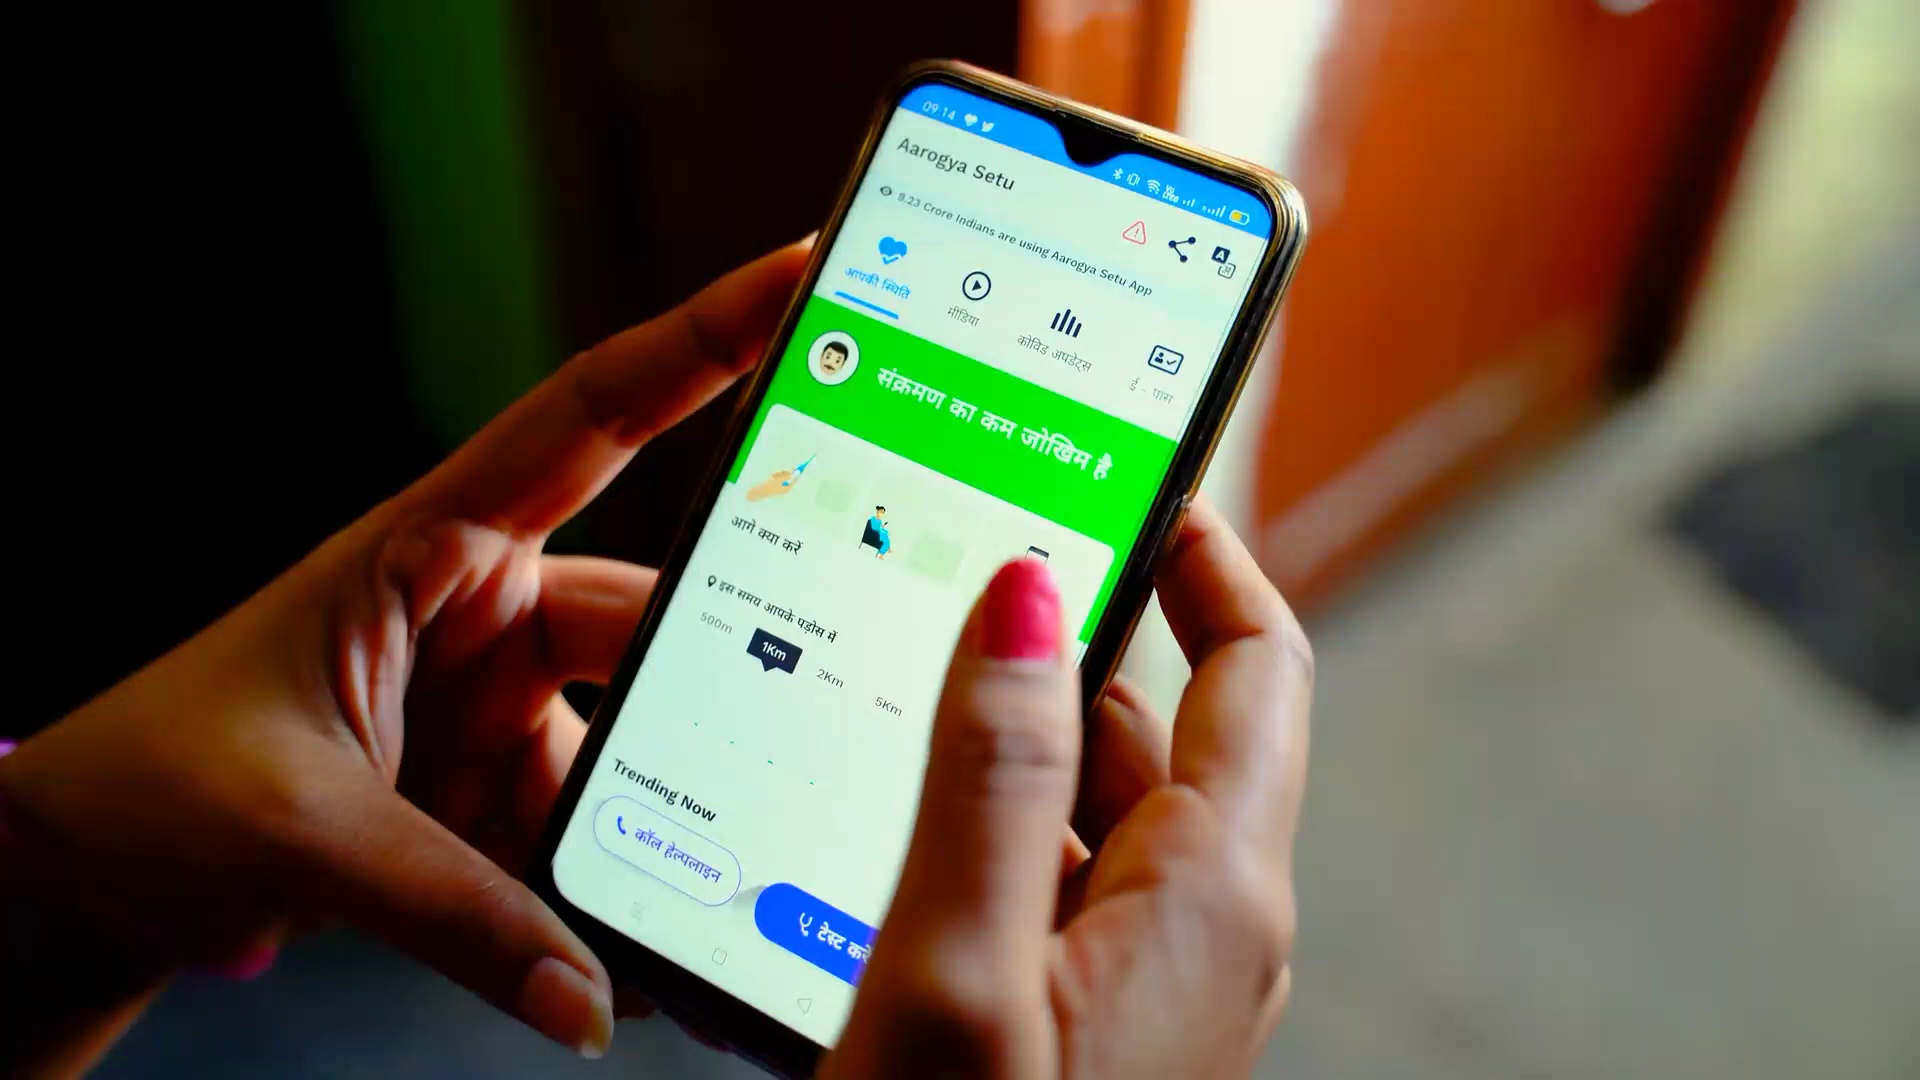 09:14
Aarogya Setu
9.23 Crore Indians are using Aarogya Setu App
आपकी स्थिति
मीडिया
कोविड अपडेट्स
ई - पास
संक्रमण का कम जोखिम है
आगे क्या करें
इस समय आपके पड़ोस में
500m
1Km
2Km
5Km
Trending Now
कॉल हेल्पलाइन
टेस्ट करें